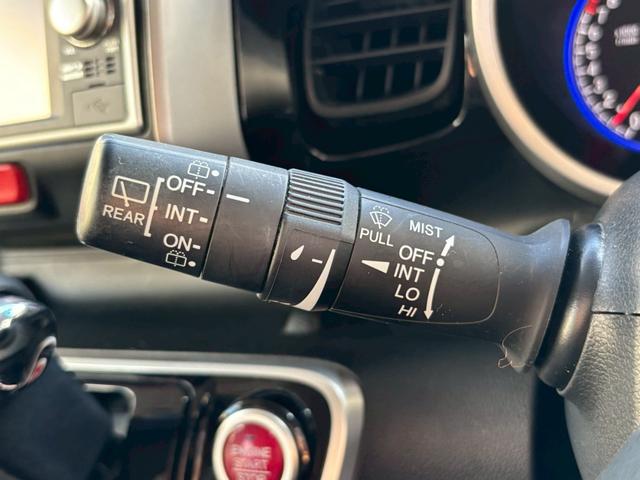 OFF
REAR
INT
ON
PULL
MIST
OFF
INT
LO
HI
ENGINE
START
STOP